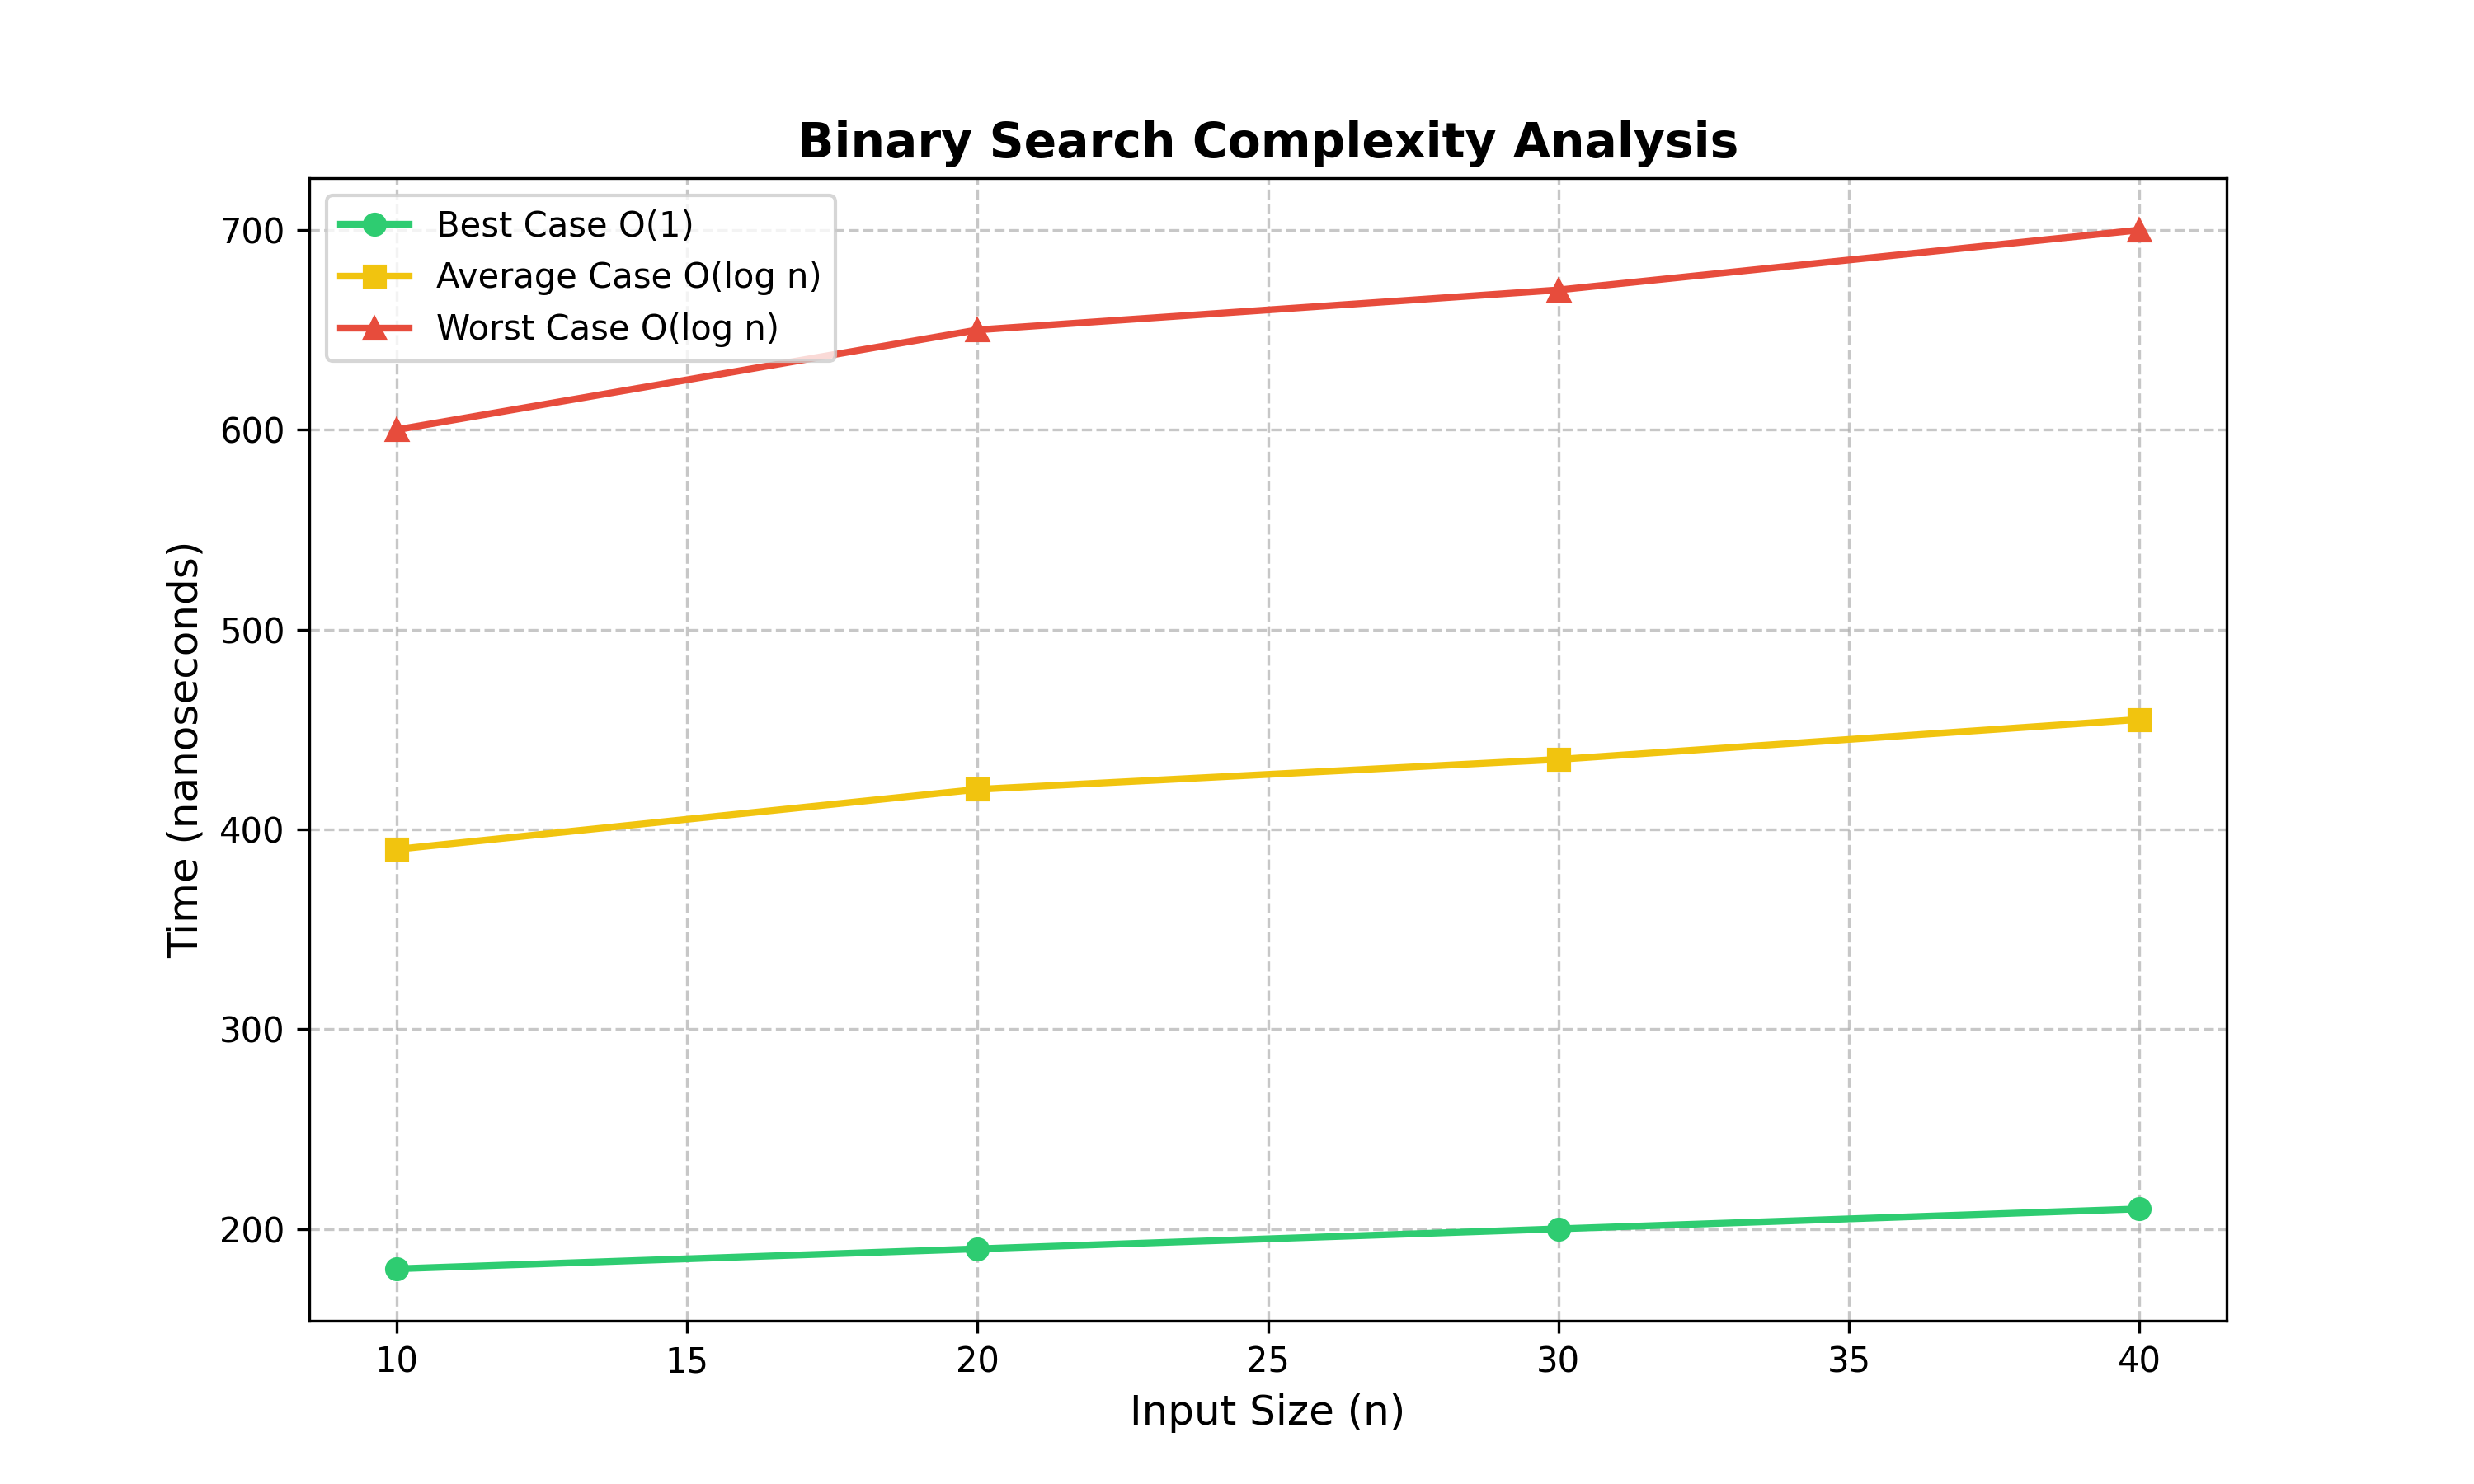 Binary Search Complexity Analysis
Best Case O(1)
Average Case O(log n)
Worst Case O(log n)
700
600
500
400
300
200
Time (nanoseconds)
10 15 20 25 30 35 40
Input Size (n)